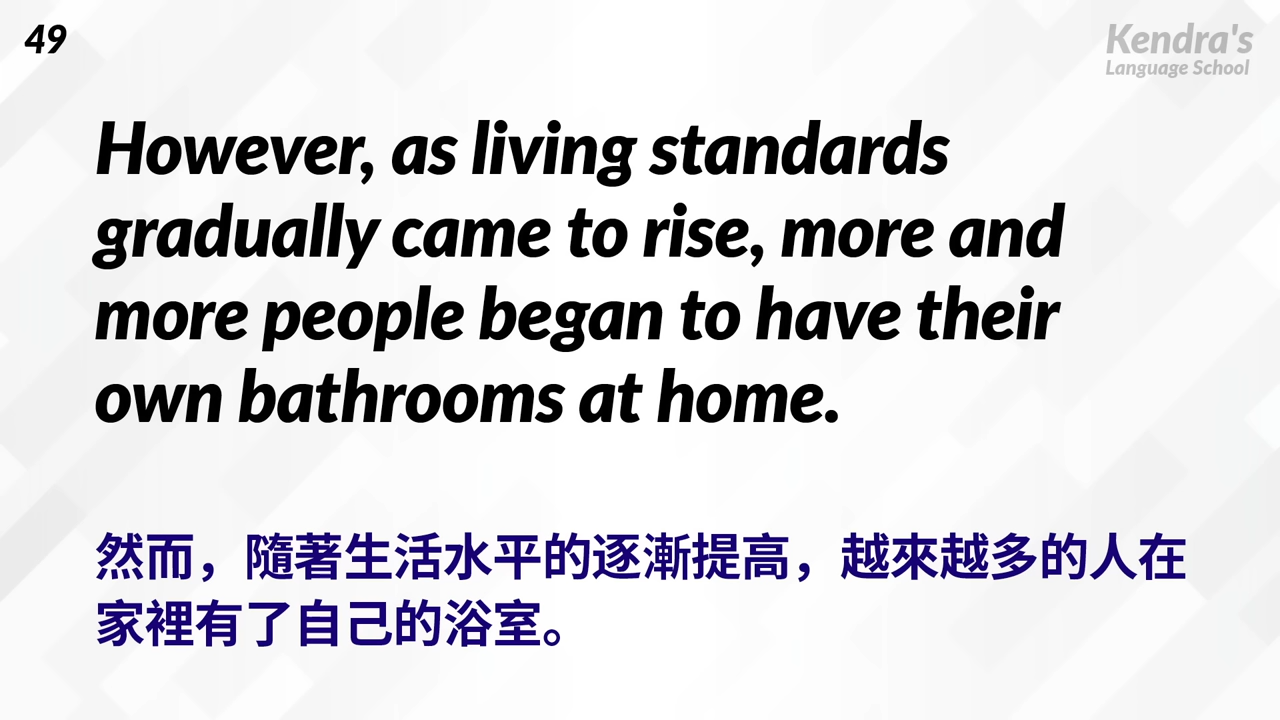 49
Kendra's
Language School
However, as living standards
gradually came to rise, more and
more people began to have their
own bathrooms at home.
然而，隨著生活水平的逐漸提高，越來越多的人在
家裡有了自己的浴室。